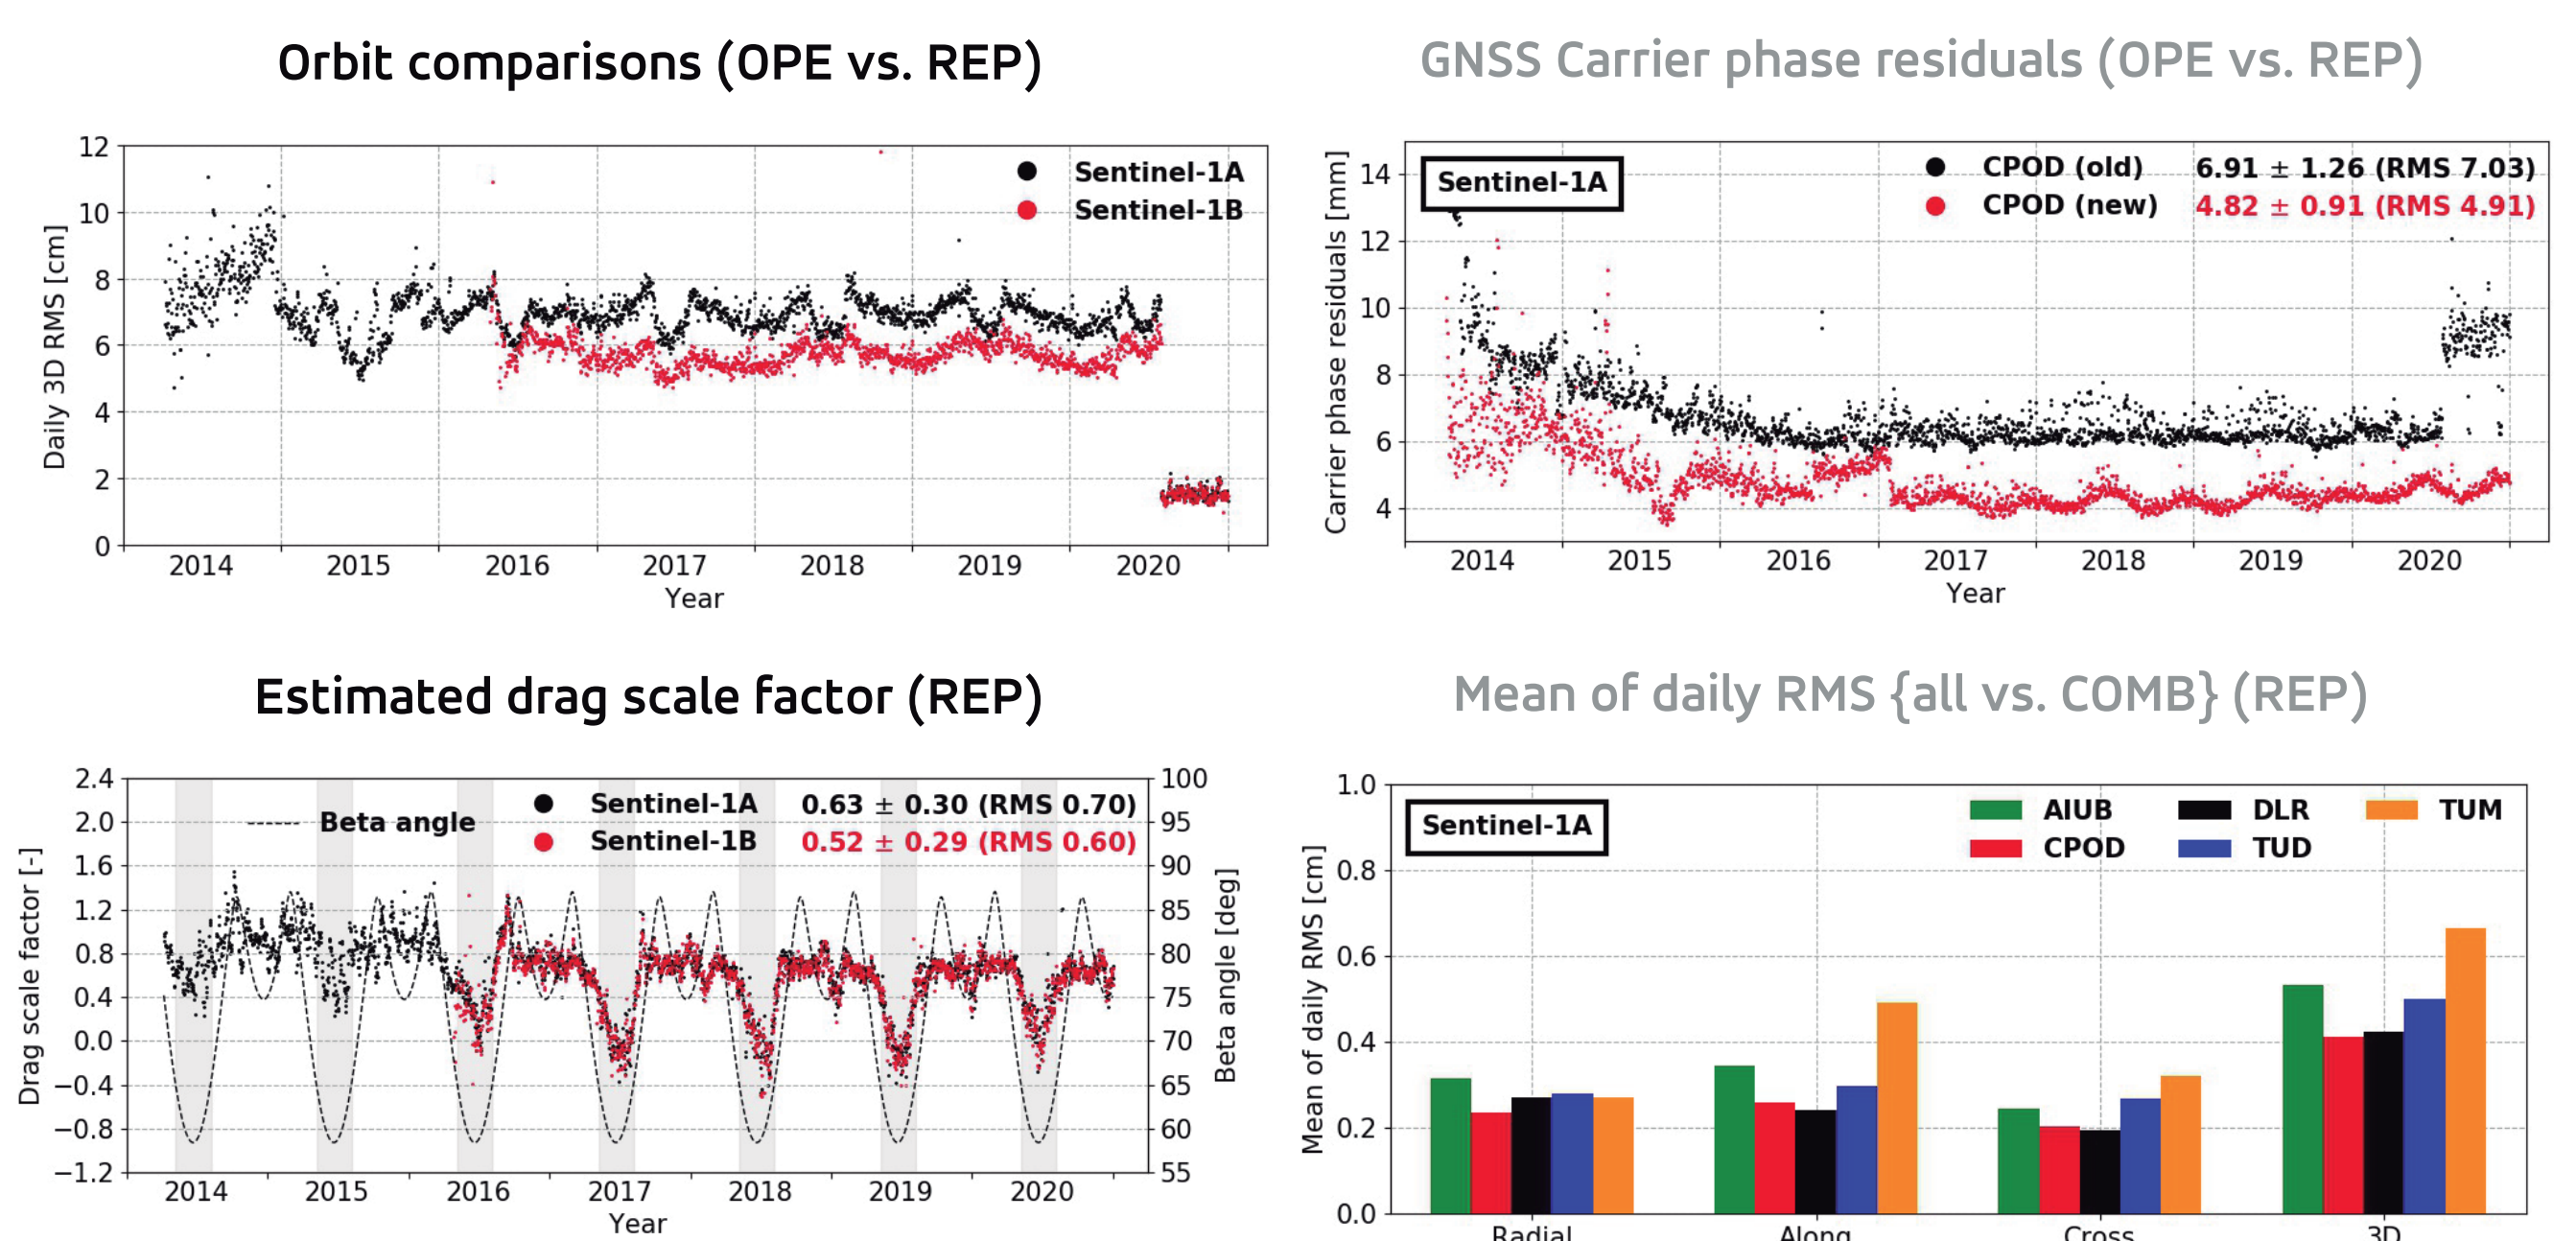 Orbit comparisons (OPE vs. REP)
Daily 3D RMS [cm]
12
10
8
6
4
2
0
Sentinel-1A
Sentinel-1B
2014 2015 2016 2017 2018 2019 2020
Year
GNSS Carrier phase residuals (OPE vs. REP)
Carrier phase residuals [mm]
14
12
10
8
6
4
Sentinel-1A
CPOD (old) 6.91 ± 1.26 (RMS 7.03)
CPOD (new) 4.82 ± 0.91 (RMS 4.91)
2014 2015 2016 2017 2018 2019 2020
Year
Estimated drag scale factor (REP)
Drag scale factor [-]
2.4
2.0
1.6
1.2
0.8
0.4
0.0
−0.4
−0.8
−1.2
Beta angle
Sentinel-1A 0.63 ± 0.30 (RMS 0.70)
Sentinel-1B 0.52 ± 0.29 (RMS 0.60)
100
95
90
85
80
75
70
65
60
55
Beta angle [deg]
2014 2015 2016 2017 2018 2019 2020
Year
Mean of daily RMS {all vs. COMB} (REP)
Mean of daily RMS [cm]
1.0
0.8
0.6
0.4
0.2
0.0
Sentinel-1A
AIUB DLR TUM
CPOD TUD
Radial Along Cross 3D